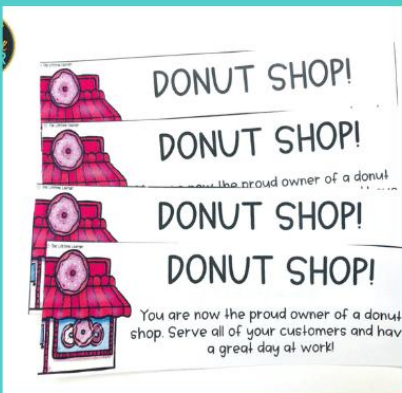 DONUT SHOP!
DONUT SHOP!
the proud owner of a donut
DONUT SHOP!
DONUT SHOP!
You are now the proud owner of a donut
shop. Serve all of your customers and hav
a great day at work!